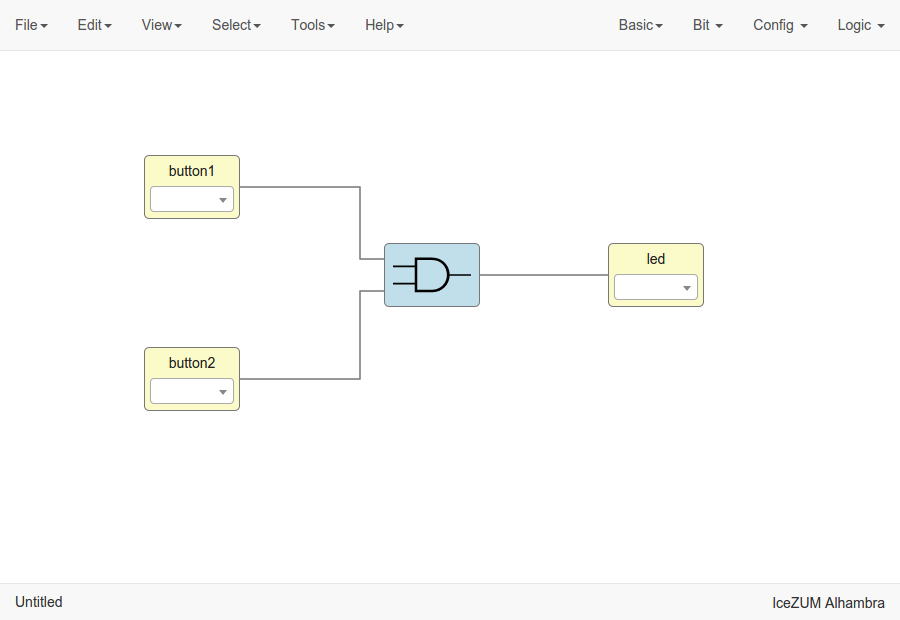 File Edit View Select Tools Help Basic Bit Config Logic
button1
led
button2
Untitled IceZUM Alhambra